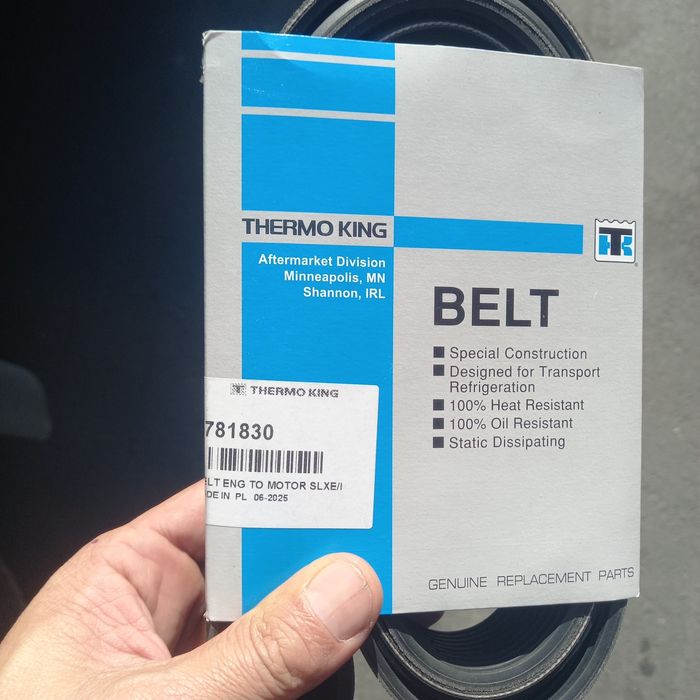 THERMO KING
TK
Aftermarket Division
Minneapolis, MN
Shannon, IRL
BELT
Special Construction
Designed for Transport
Refrigeration
100% Heat Resistant
100% Oil Resistant
Static Dissipating
THERMO KING
781830
ELT ENG TO MOTOR SLXE/I
DE IN PL 06-2025
GENUINE REPLACEMENT PARTS